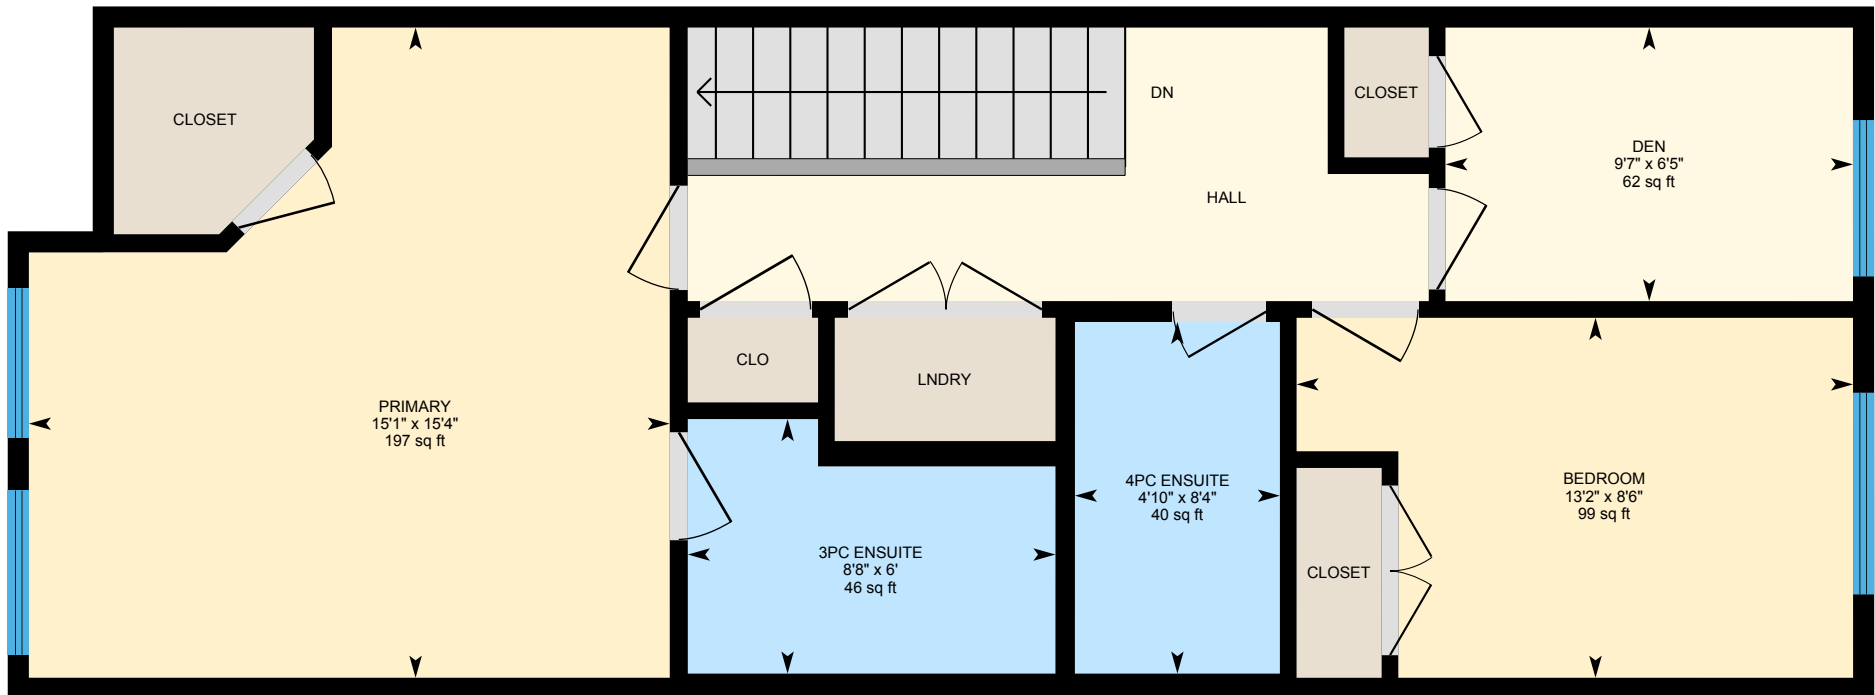 CLOSET
DN
CLOSET
DEN
9'7" x 6'5"
62 sq ft
HALL
CLO
LNDRY
PRIMARY
15'1" x 15'4"
197 sq ft
4PC ENSUITE
4'10" x 8'4"
40 sq ft
BEDROOM
13'2" x 8'6"
99 sq ft
3PC ENSUITE
8'8" x 6'
46 sq ft
CLOSET